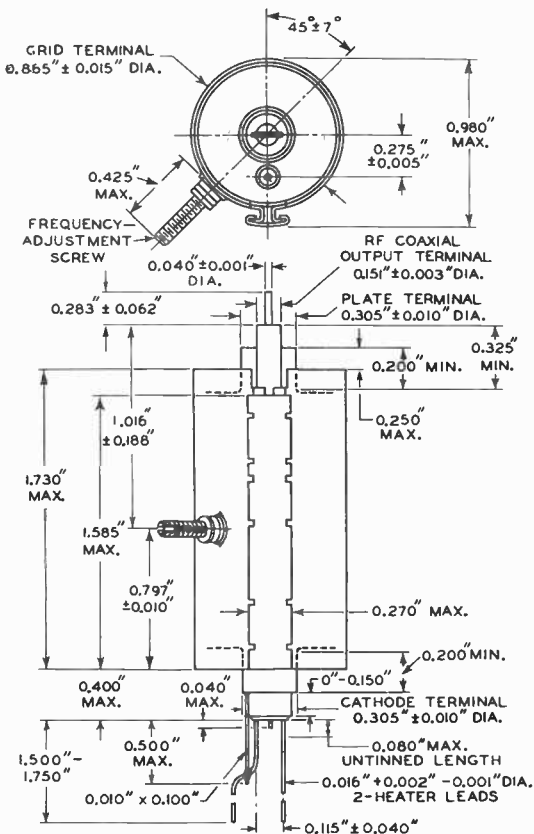 45°±7°
GRID TERMINAL
0.865"± 0.015" DIA.
0.980"
MAX.
0.275"
±0.005"
0.425"
MAX.
FREQUENCY-
ADJUSTMENT
SCREW
RF COAXIAL
OUTPUT TERMINAL
0.151"±0.003"DIA.
0.040"±0.001"
DIA.
0.283"± 0.062"
PLATE TERMINAL
0.305"±0.010" DIA.
0.325"
MIN.
0.200"MIN.
0.250"
MAX.
1.016"
±0.188"
1.730"
MAX.
1.585"
MAX.
0.797"
±0.010"
0.270" MAX.
0.200"MIN.
0"-0.150"
0.400"
MAX.
0.040"
MAX.
CATHODE TERMINAL
0.305"±0.010" DIA.
0.080"MAX.
UNTINNED LENGTH
1.500"-
1.750"
0.500"
MAX.
0.010" x 0.100"
0.016"+0.002" -0.001"DIA.
2-HEATER LEADS
0.115"± 0.040"